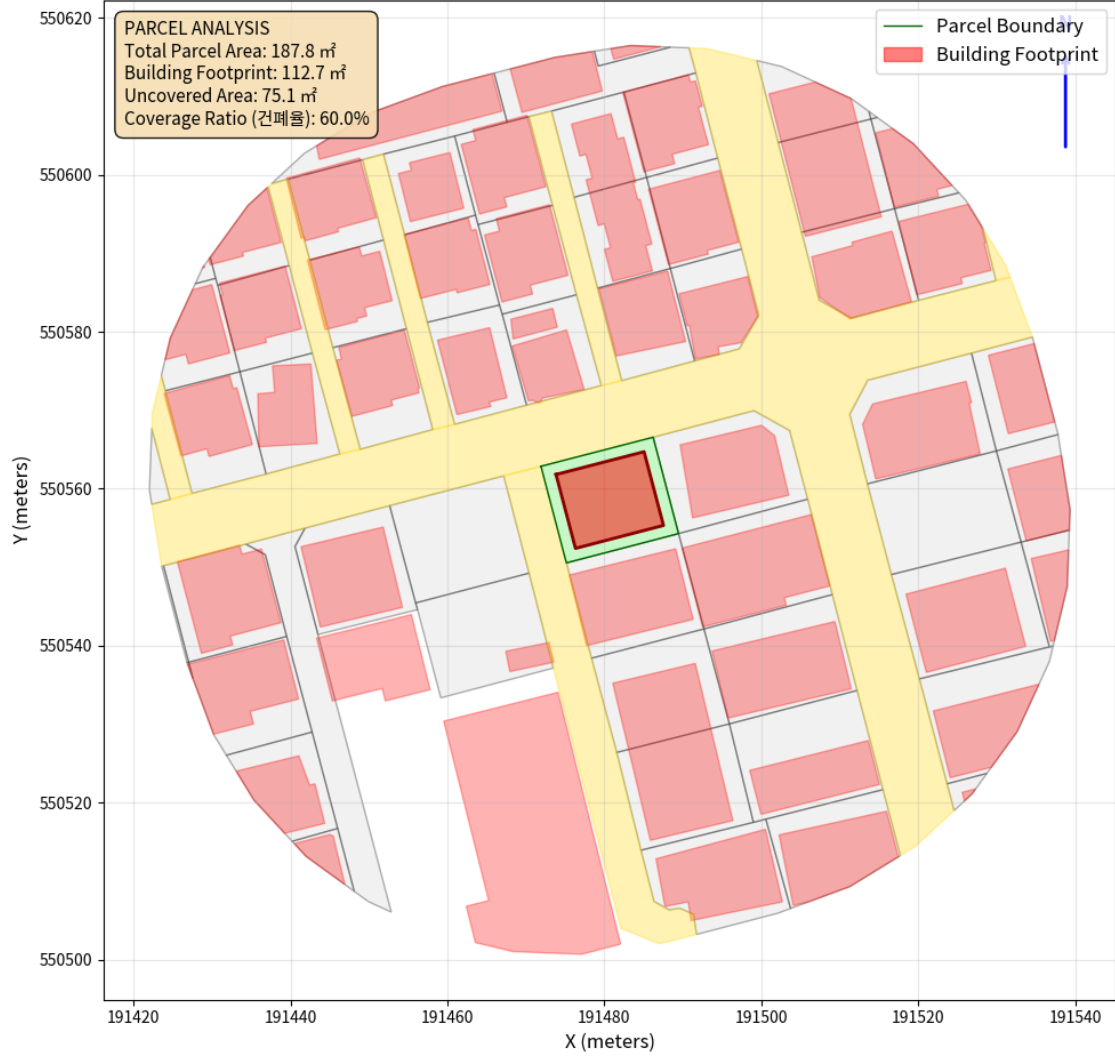 PARCEL ANALYSIS
Total Parcel Area: 187.8 ㎡
Building Footprint: 112.7 ㎡
Uncovered Area: 75.1 ㎡
Coverage Ratio (건폐율): 60.0%
Parcel Boundary
Building Footprint
N
550620
550600
550580
550560
550540
550520
550500
Y (meters)
191420
191440
191460
191480
191500
191520
191540
X (meters)